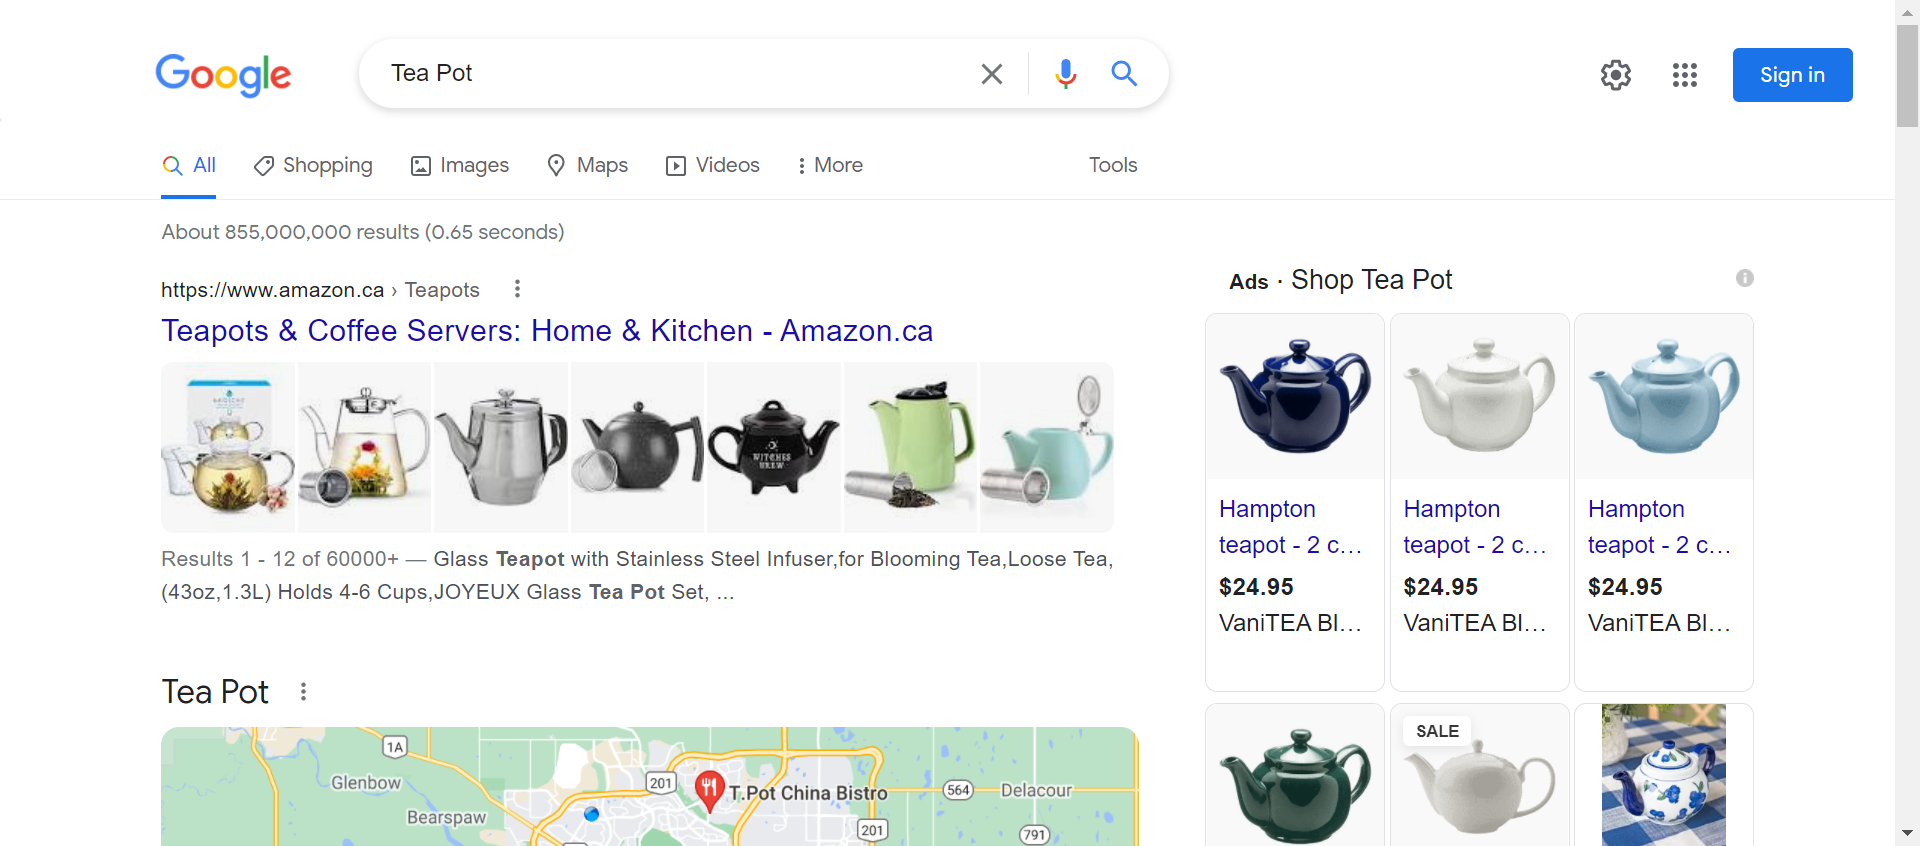 Google
Tea Pot
Sign in
All
Shopping
Images
Maps
Videos
More
Tools
About 855,000,000 results (0.65 seconds)
https://www.amazon.ca › Teapots
Teapots & Coffee Servers: Home & Kitchen - Amazon.ca
WITCHES
BREW
Results 1 - 12 of 60000+ — Glass Teapot with Stainless Steel Infuser,for Blooming Tea,Loose Tea,
(43oz,1.3L) Holds 4-6 Cups,JOYEUX Glass Tea Pot Set, ...
Tea Pot
1A
Glenbow
201
T.Pot China Bistro
564
Delacour
Bearspaw
201
791
Ads · Shop Tea Pot
Hampton
teapot - 2 c...
$24.95
VaniTEA Bl...
Hampton
teapot - 2 c...
$24.95
VaniTEA Bl...
Hampton
teapot - 2 c...
$24.95
VaniTEA Bl...
SALE